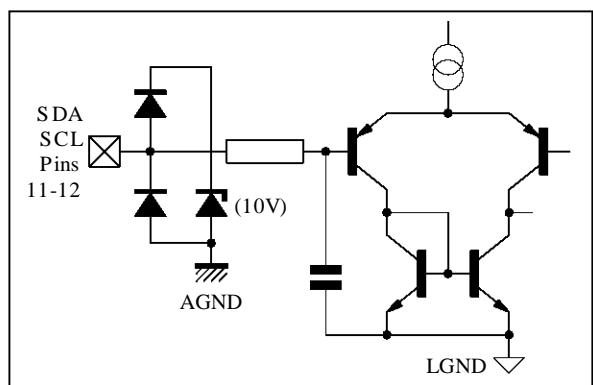 SDA
SCL
Pins
11-12
(10V)
AGND
LGND